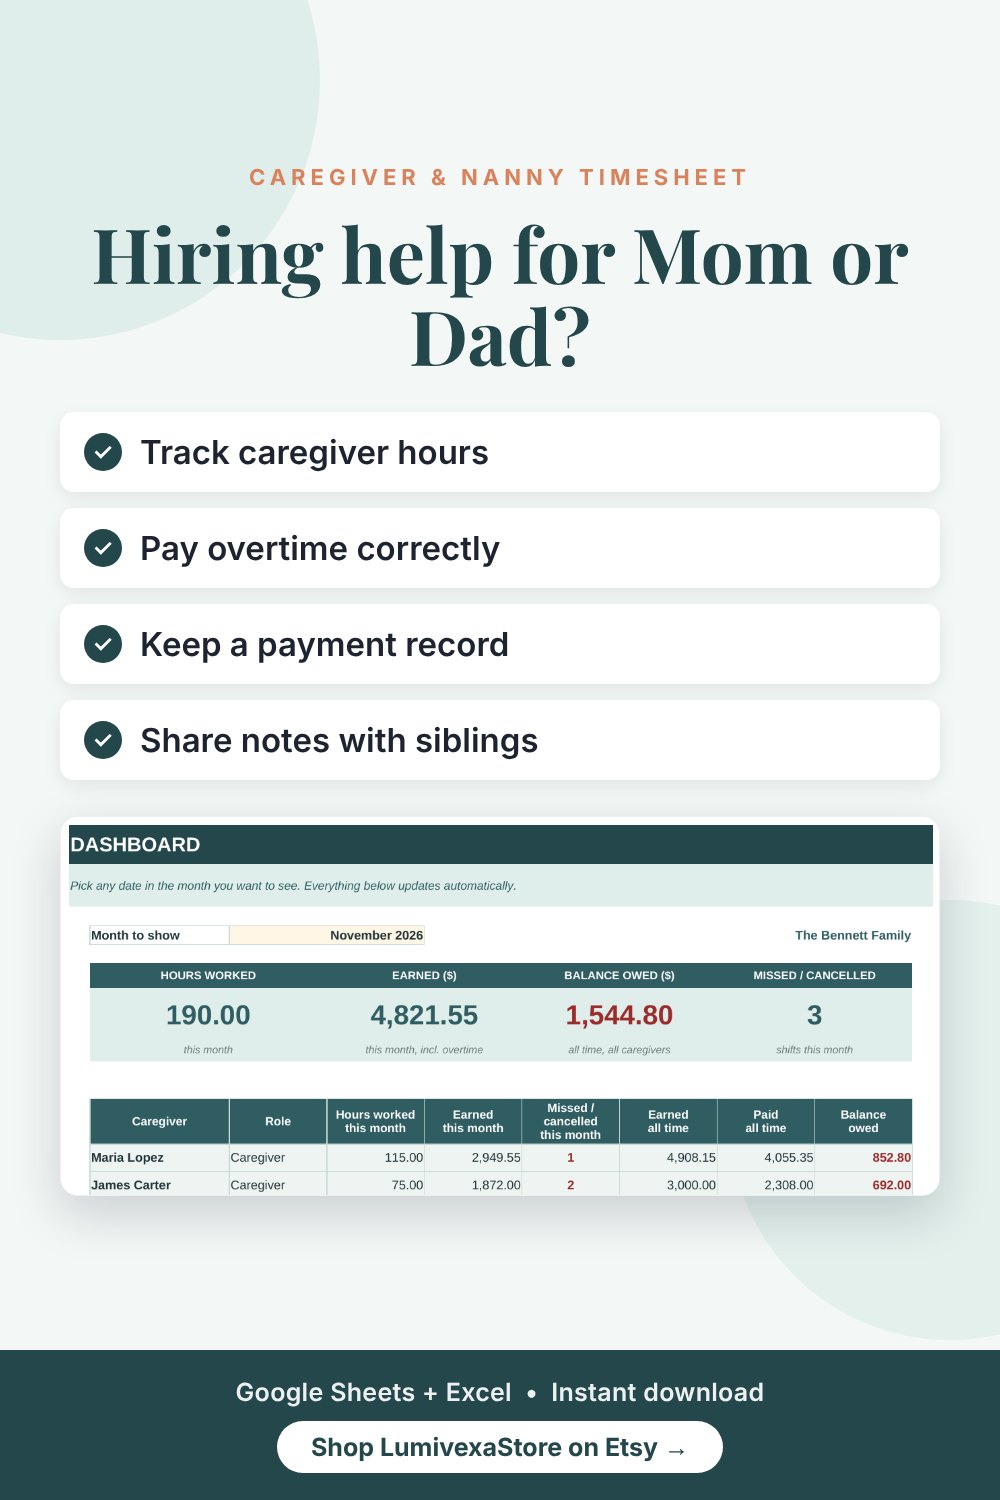 CAREGIVER & NANNY TIMESHEET
Hiring help for Mom or
Dad?
Track caregiver hours
Pay overtime correctly
Keep a payment record
Share notes with siblings
DASHBOARD
Pick any date in the month you want to see. Everything below updates automatically.
Month to show November 2026 The Bennett Family
HOURS WORKED EARNED ($) BALANCE OWED ($) MISSED / CANCELLED
190.00 4,821.55 1,544.80 3
this month this month, incl. overtime all time, all caregivers shifts this month
Caregiver Role Hours worked this month Earned this month Missed / cancelled this month Earned all time Paid all time Balance owed
Maria Lopez Caregiver 115.00 2,949.55 1 4,908.15 4,055.35 852.80
James Carter Caregiver 75.00 1,872.00 2 3,000.00 2,308.00 692.00
Google Sheets + Excel • Instant download
Shop LumivexaStore on Etsy →